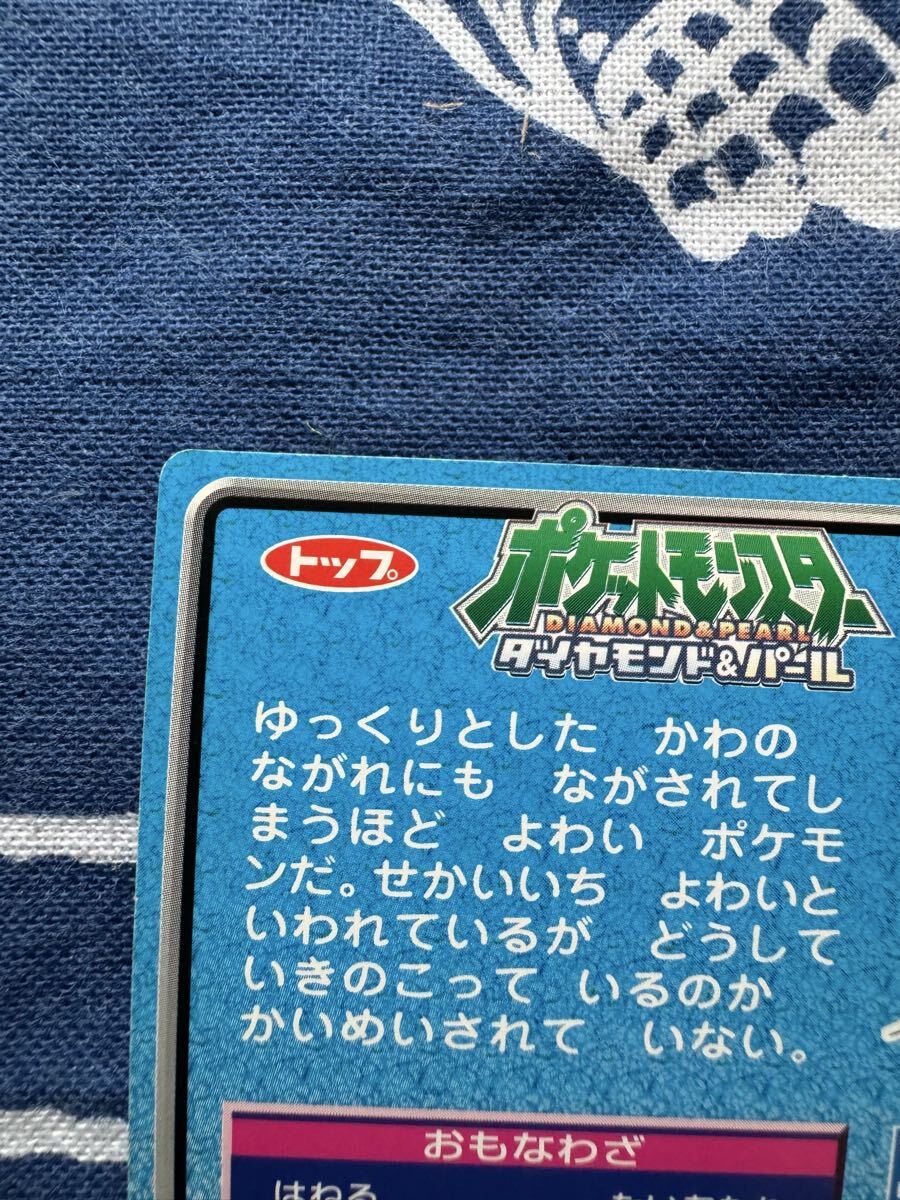 トップ。
ポケットモンスター
DIAMOND&PEARL
ダイヤモンド&パール
ゆっくりとした　かわの
ながれにも　ながされてし
まうほど　よわい　ポケモ
ンだ。せかいいち　よわいと
いわれているが　どうして
いきのこって　いるのか
かいめいされて　いない。
おもなわざ
はねる